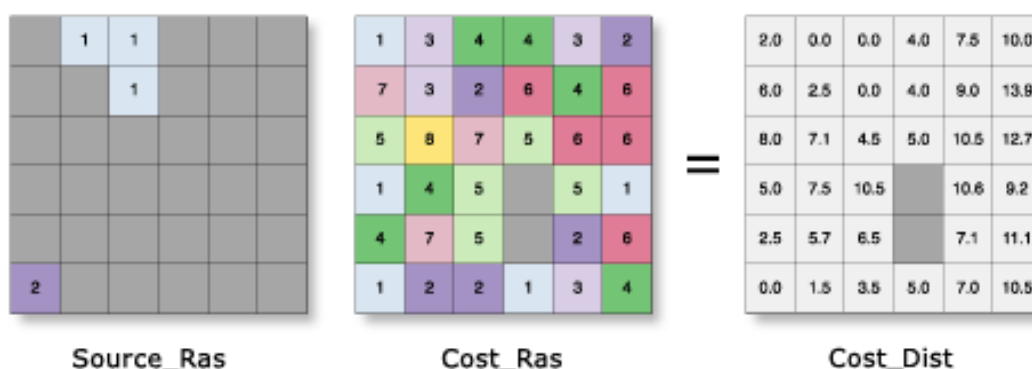 1 1 1 3 4 4 3 2 2.0 0.0 0.0 4.0 7.5 10.0
1 7 3 2 6 4 6 6.0 2.5 0.0 4.0 9.0 13.9
5 8 7 5 6 6 = 8.0 7.1 4.5 5.0 10.5 12.7
1 4 5 5 1 5.0 7.5 10.5 10.6 9.2
4 7 5 2 6 2.5 5.7 6.5 7.1 11.1
2 1 2 2 1 3 4 0.0 1.5 3.5 5.0 7.0 10.5
Source_Ras Cost_Ras Cost_Dist